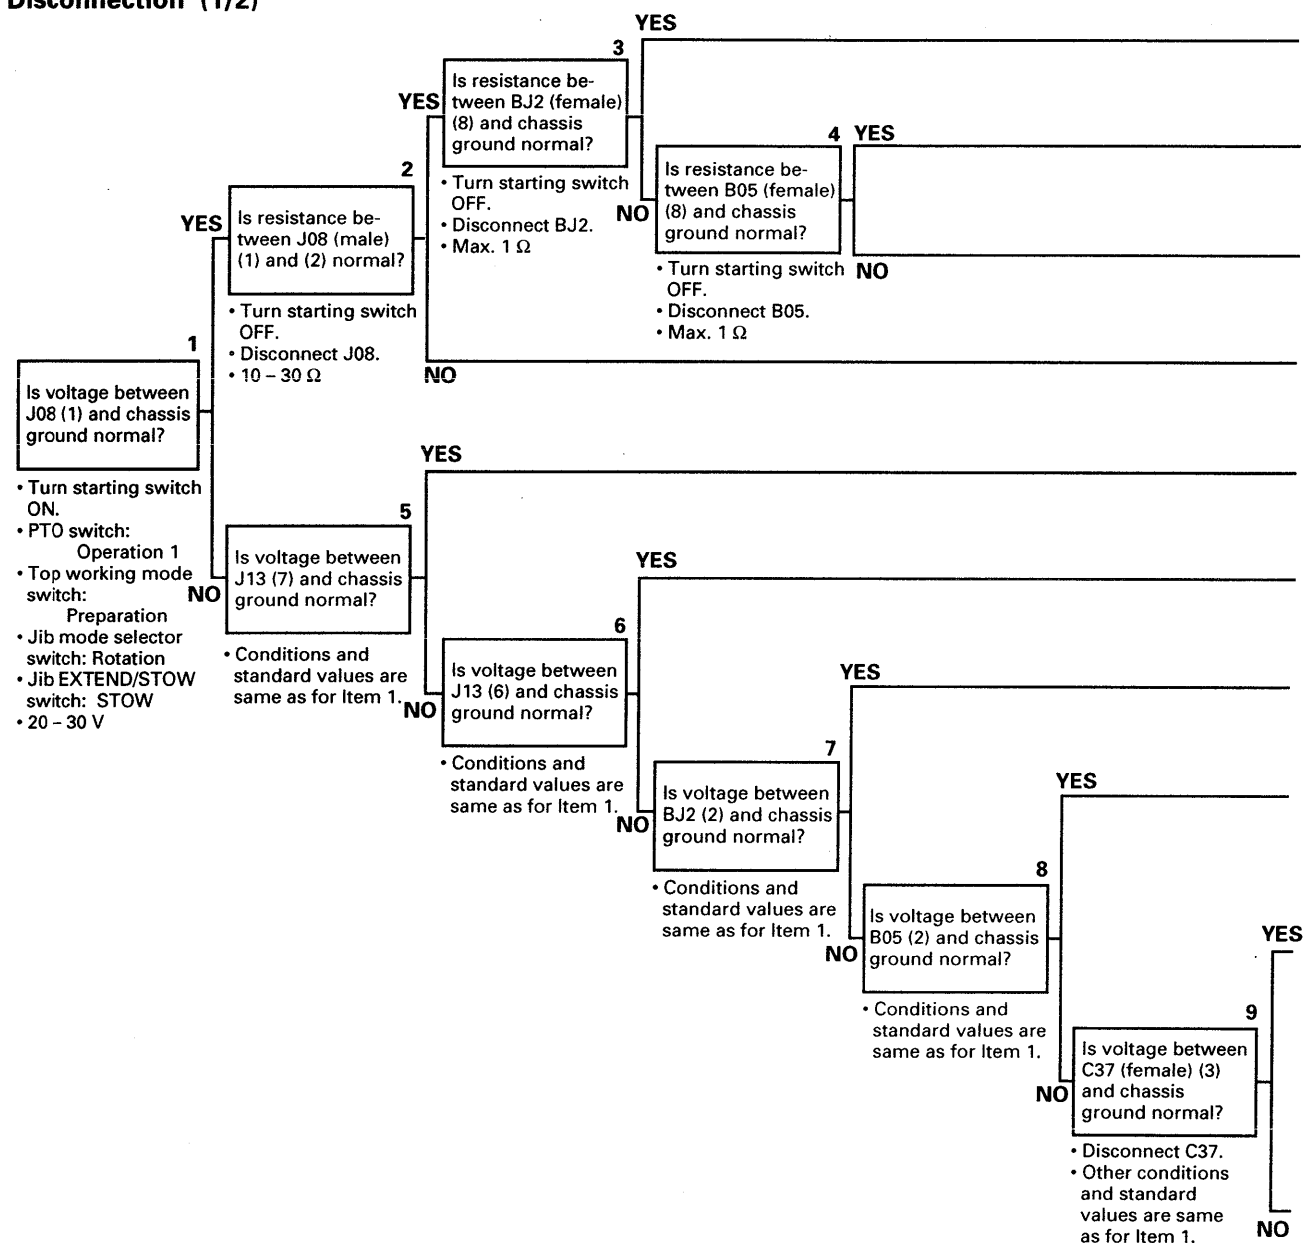 Disconnection (1/2)
YES
3
Is resistance be-
tween BJ2 (female)
(8) and chassis
ground normal?
YES
• Turn starting switch
OFF.
• Disconnect BJ2.
• Max. 1 Ω
4
YES
Is resistance be-
tween B05 (female)
(8) and chassis
ground normal?
NO
• Turn starting switch
OFF.
• Disconnect B05.
• Max. 1 Ω
NO
2
YES
Is resistance be-
tween J08 (male)
(1) and (2) normal?
• Turn starting switch
OFF.
• Disconnect J08.
• 10 – 30 Ω
NO
1
Is voltage between
J08 (1) and chassis
ground normal?
• Turn starting switch
ON.
• PTO switch:
Operation 1
• Top working mode
switch:
Preparation
• Jib mode selector
switch: Rotation
• Jib EXTEND/STOW
switch: STOW
• 20 – 30 V
YES
5
NO
Is voltage between
J13 (7) and chassis
ground normal?
• Conditions and
standard values are
same as for Item 1.
YES
6
NO
Is voltage between
J13 (6) and chassis
ground normal?
• Conditions and
standard values are
same as for Item 1.
YES
7
NO
Is voltage between
BJ2 (2) and chassis
ground normal?
• Conditions and
standard values are
same as for Item 1.
YES
8
NO
Is voltage between
B05 (2) and chassis
ground normal?
• Conditions and
standard values are
same as for Item 1.
YES
9
NO
Is voltage between
C37 (female) (3)
and chassis
ground normal?
• Disconnect C37.
• Other conditions
and standard
values are same
as for Item 1.
NO